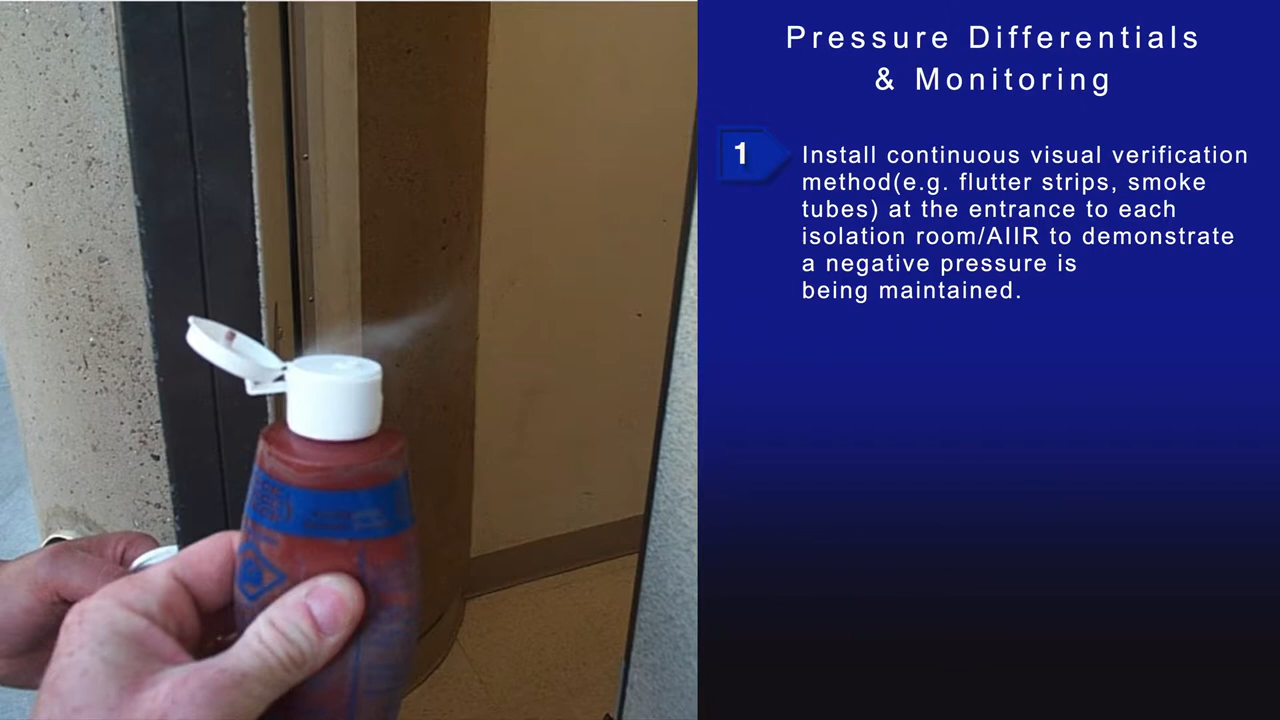 Pressure Differentials
& Monitoring
1
Install continuous visual verification
method(e.g. flutter strips, smoke
tubes) at the entrance to each
isolation room/AIIR to demonstrate
a negative pressure is
being maintained.